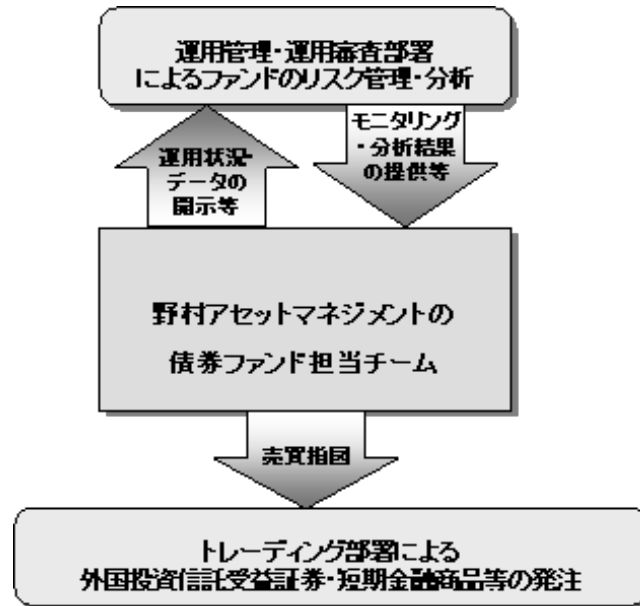 運用管理・運用審査部署
によるファンドのリスク管理・分析
運用状況・
データの
開示等
モニタリング
・分析結果
の提供等
野村アセットマネジメントの
債券ファンド担当チーム
売買指図
トレーディング部署による
外国投資信託受益証券・短期金融商品等の発注